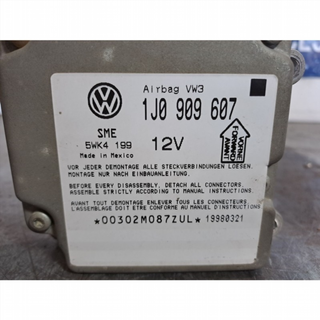 Airbag VW3
1J0 909 607
SME
5WK4 199
Made in Mexico
12V
VORNE
FORWARD
AVANT
VOR JEDER DEMONTAGE ALLE STECKVERBINDUNGEN LOESEN.
MONTAGE NUR NACH EINBAUANLEITUNG.
BEFORE EVERY DISASSEMBLY, DETACH ALL CONNECTORS.
ASSEMBLE STRICTLY ACCORDING TO MANUAL INSTRUCTIONS.
AVANT TOUT DEMONTAGE ENLEVER FOUS LES CONNECTEURS.
L'ASSEMBLAGE DOIT ETRE CONFORME AU MANUEL D'INSTRUCTIONS
*00302M087ZUL* 19980321